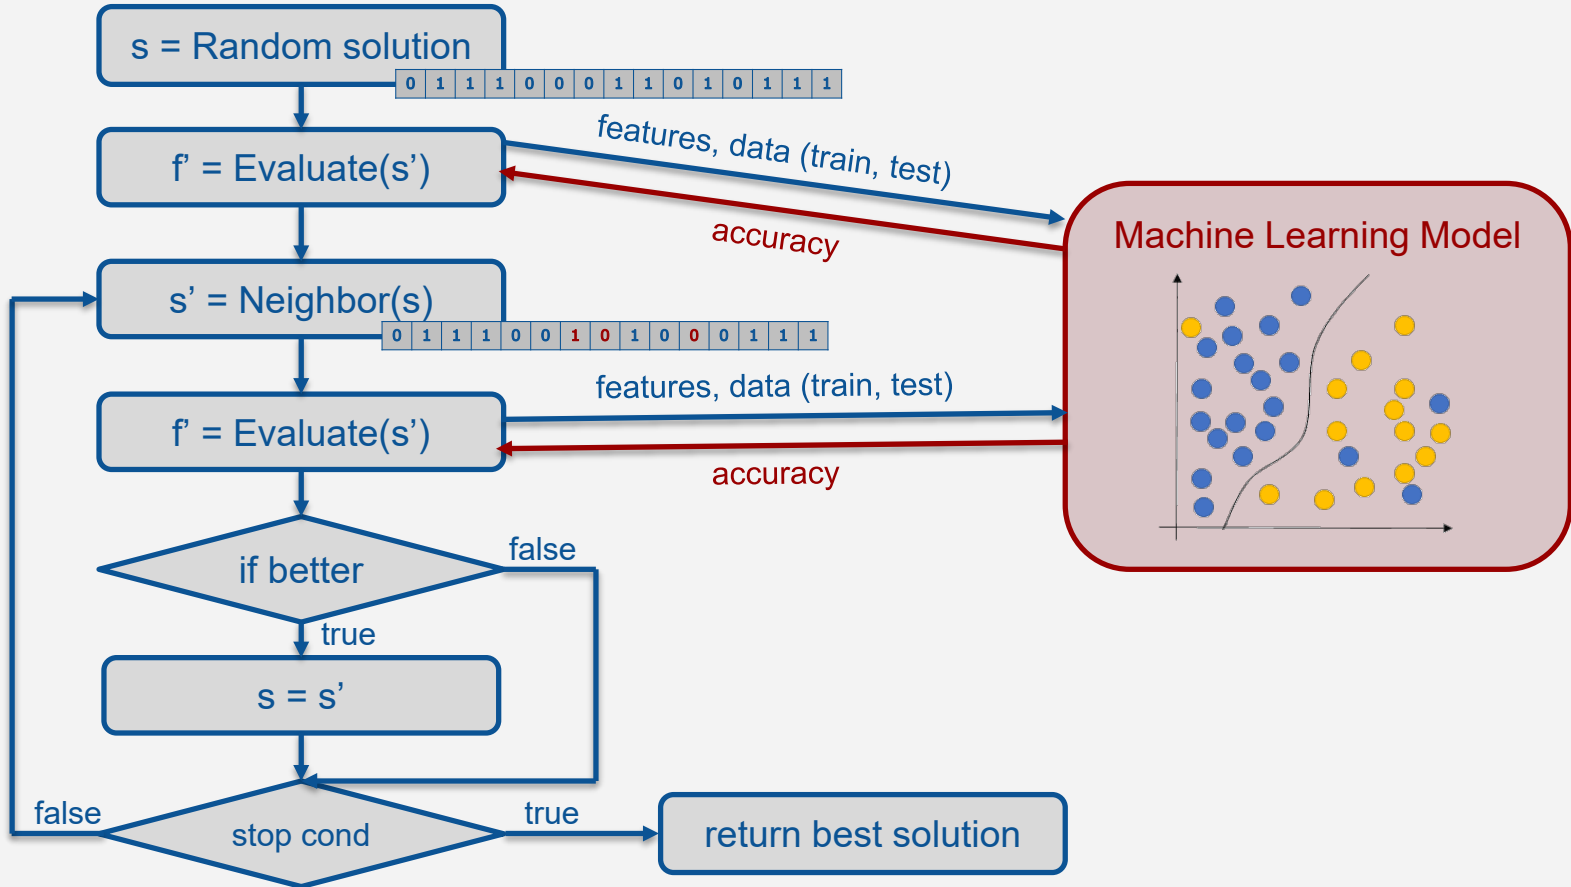 s = Random solution
0 1 1 1 0 0 0 1 1 0 1 0 1 1 1
features, data (train, test)
f’ = Evaluate(s’)
accuracy
Machine Learning Model
s’ = Neighbor(s)
0 1 1 1 0 0 1 0 1 0 0 0 1 1 1
features, data (train, test)
f’ = Evaluate(s’)
accuracy
if better
false
true
s = s’
false
stop cond
true
return best solution